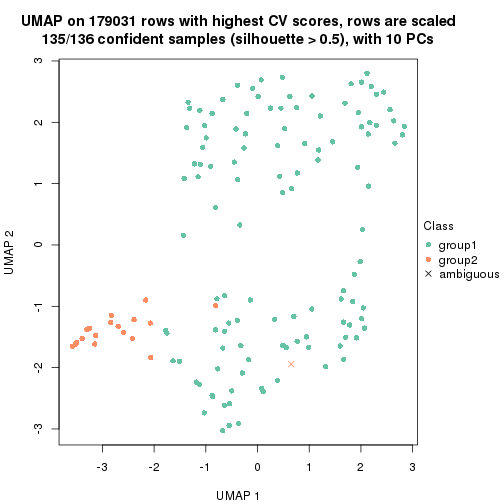 UMAP on 179031 rows with highest CV scores, rows are scaled
135/136 confident samples (silhouette > 0.5), with 10 PCs
3
2
1
0
-1
-2
-3
UMAP 2
-3
-2
-1
0
1
2
3
UMAP 1
Class
group1
group2
ambiguous